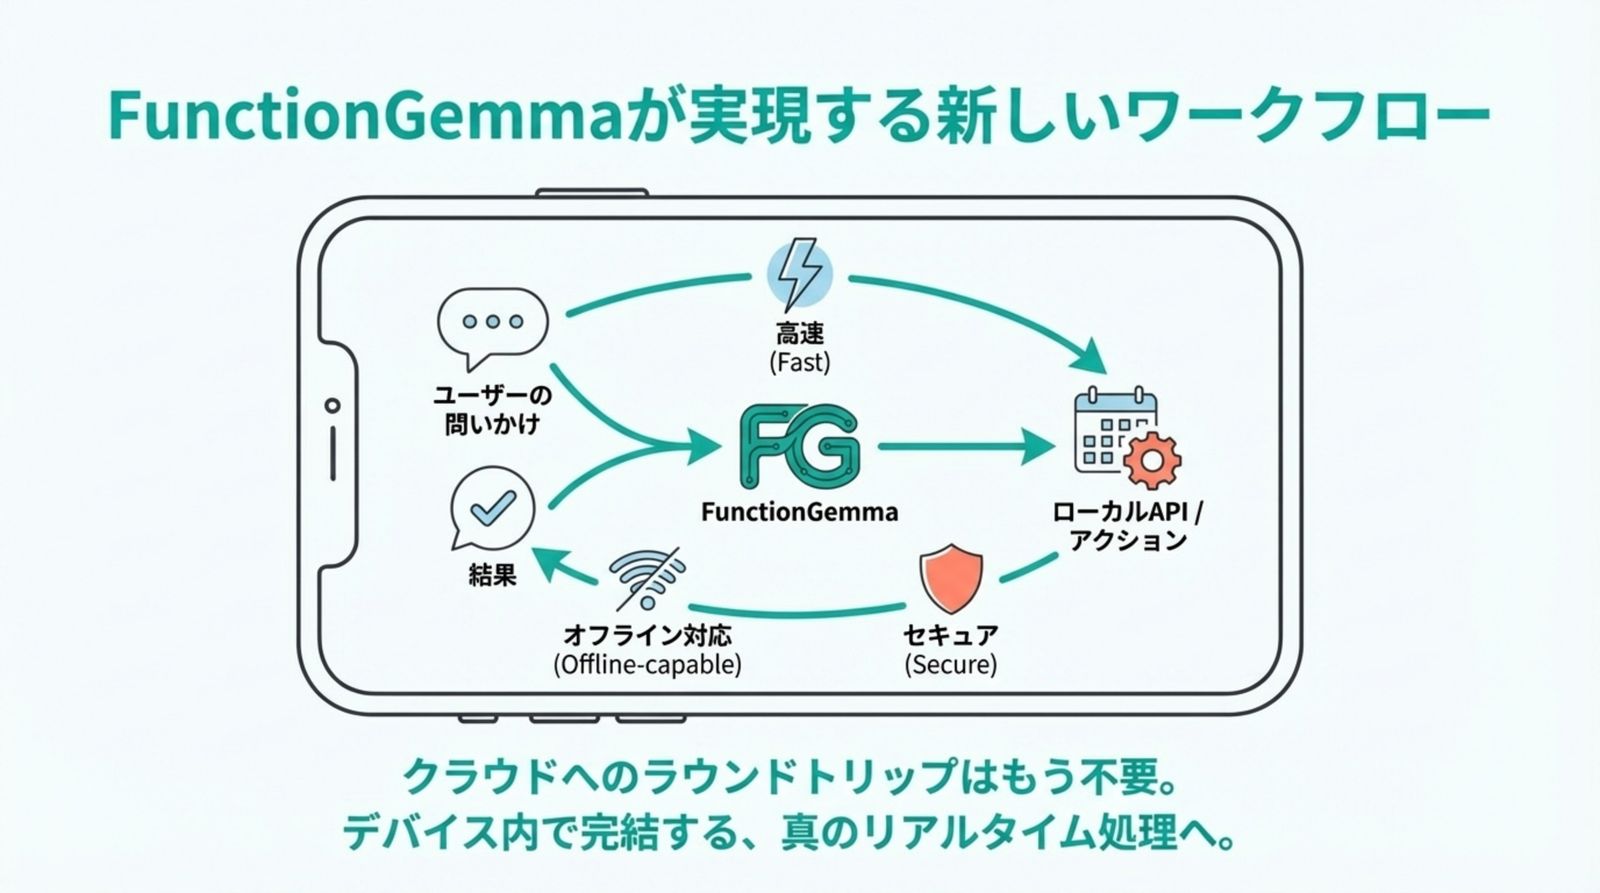 FunctionGemmaが実現する新しいワークフロー
高速
(Fast)
ユーザーの
問いかけ
FG
FunctionGemma
ローカルAPI /
アクション
結果
オフライン対応
(Offline-capable)
セキュア
(Secure)
クラウドへのラウンドトリップはもう不要。
デバイス内で完結する、真のリアルタイム処理へ。